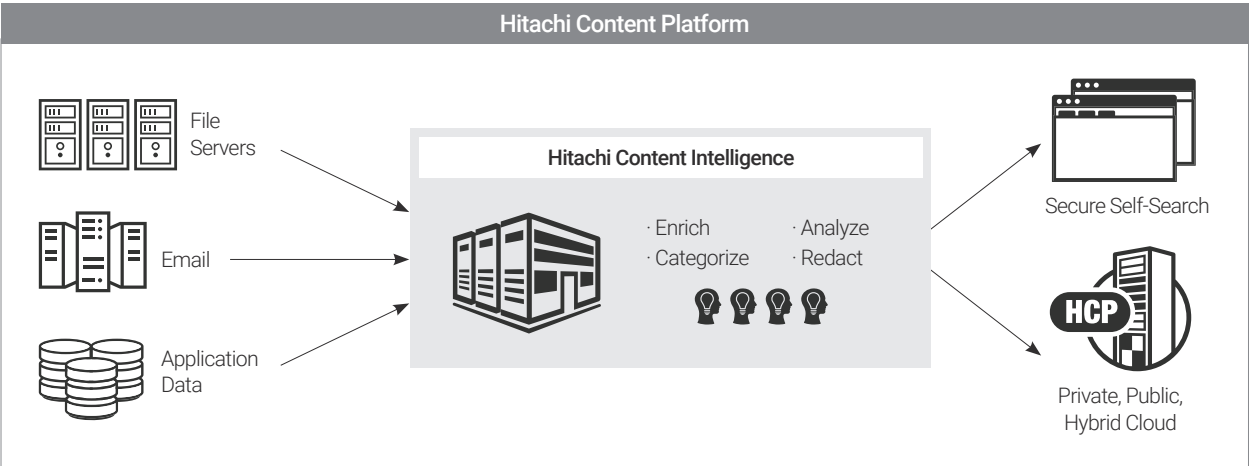 Hitachi Content Platform
File
Servers
Email
Application
Data
Hitachi Content Intelligence
· Enrich
· Categorize
· Analyze
· Redact
Secure Self-Search
HCP
Private, Public,
Hybrid Cloud